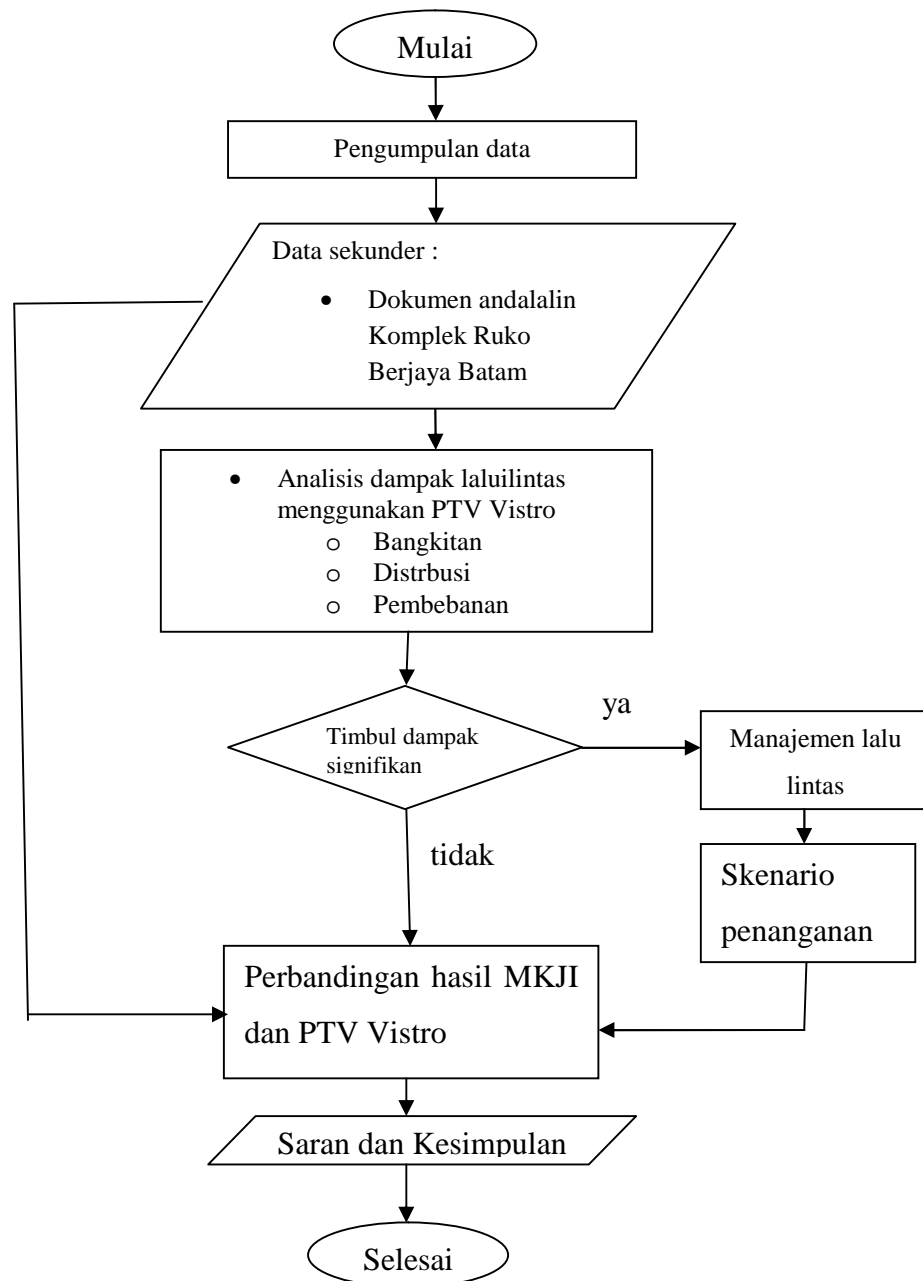 Mulai
Pengumpulan data
Data sekunder :
• Dokumen andalalin
Komplek Ruko
Berjaya Batam
• Analisis dampak laluilintas
menggunakan PTV Vistro
o Bangkitan
o Distrbusi
o Pembebanan
Timbul dampak
signifikan
ya
Manajemen lalu
lintas
tidak
Skenario
penanganan
Perbandingan hasil MKJI
dan PTV Vistro
Saran dan Kesimpulan
Selesai